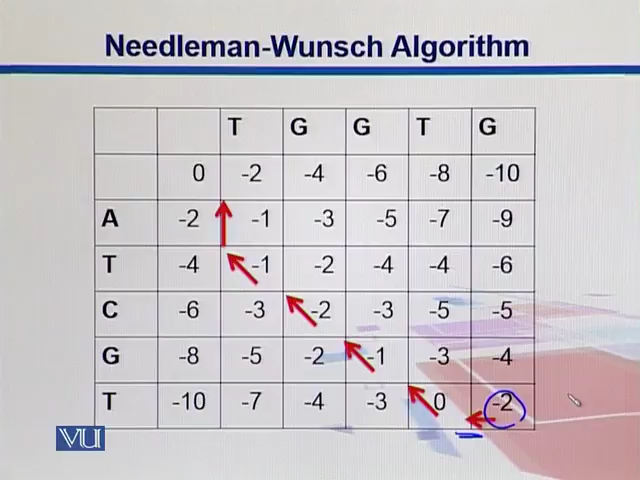 Needleman-Wunsch Algorithm
T G G T G
0 -2 -4 -6 -8 -10
A -2 -1 -3 -5 -7 -9
T -4 -1 -2 -4 -4 -6
C -6 -3 -2 -3 -5 -5
G -8 -5 -2 -1 -3 -4
T -10 -7 -4 -3 0 -2
VU